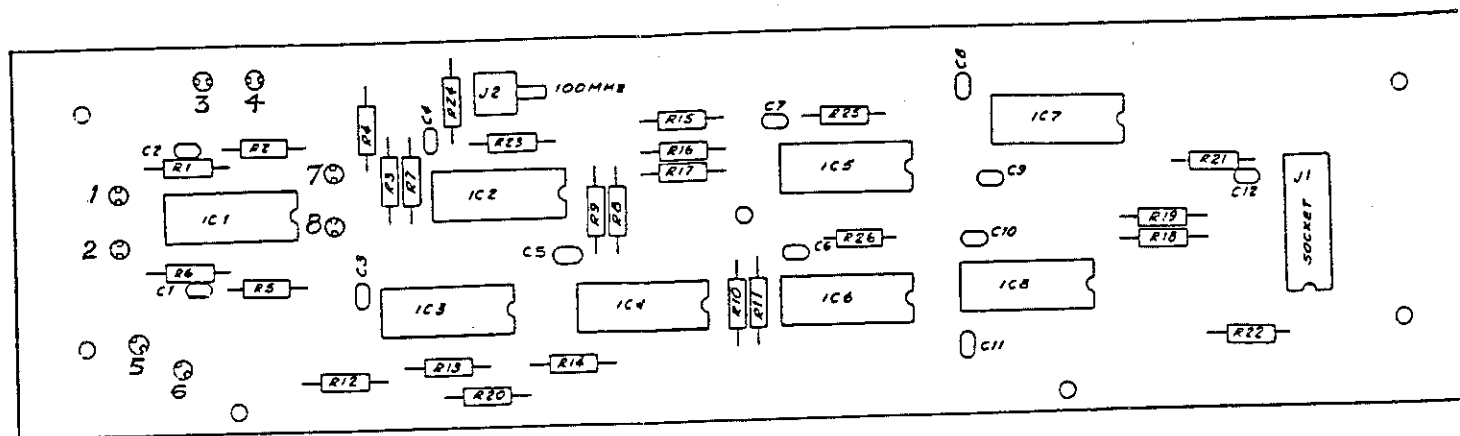 C8
3
4
R24
J2
100MHZ
R4
C4
C7
R25
IC7
R15
C2
R2
R23
R1
R16
IC5
R21
R17
7
R3
R7
IC2
C9
C12
J1
SOCKET
1
IC1
R9
R8
R19
8
R18
2
C5
C6
R26
C10
R6
C3
C1
R5
IC3
IC4
R10
R11
IC6
IC8
R22
C11
5
R13
R14
6
R12
R20